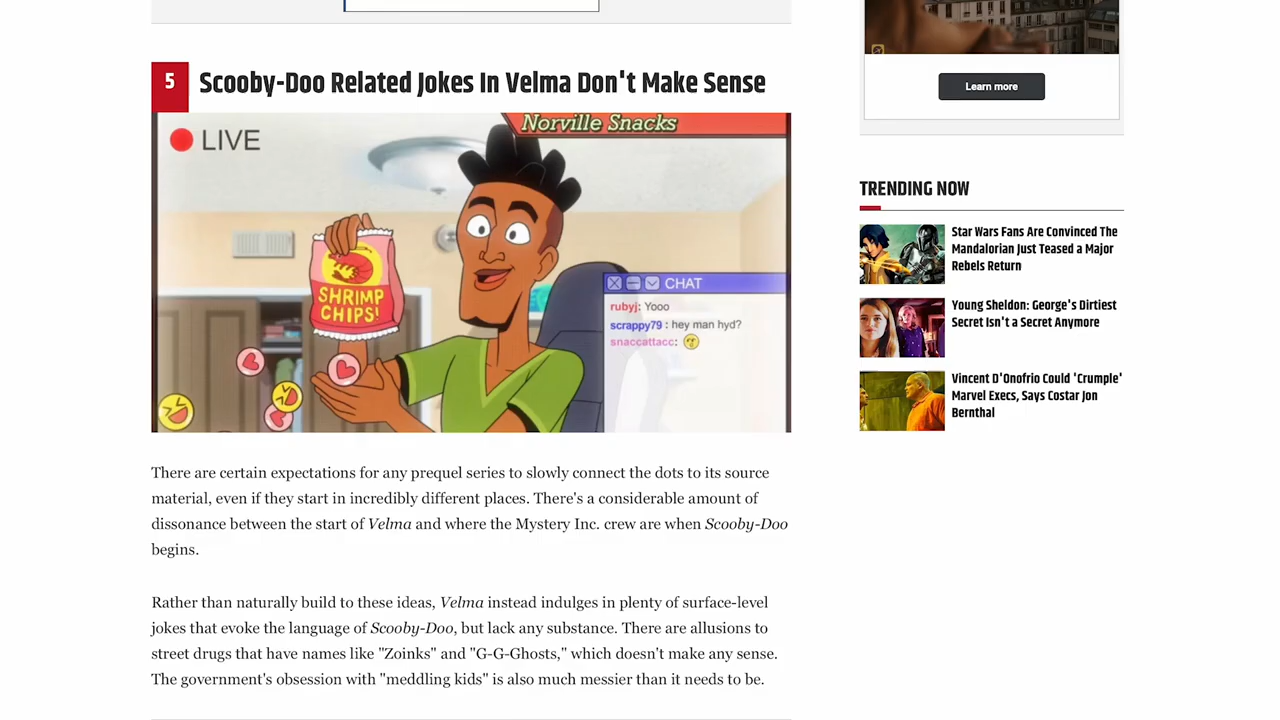 5
Scooby-Doo Related Jokes In Velma Don't Make Sense
Norville Snacks
LIVE
SHRIMP
CHIPS!
CHAT
rubyj: Yooo
scrappy79 : hey man hyd?
snaccattacc:
There are certain expectations for any prequel series to slowly connect the dots to its source
material, even if they start in incredibly different places. There's a considerable amount of
dissonance between the start of Velma and where the Mystery Inc. crew are when Scooby-Doo
begins.
Rather than naturally build to these ideas, Velma instead indulges in plenty of surface-level
jokes that evoke the language of Scooby-Doo, but lack any substance. There are allusions to
street drugs that have names like "Zoinks" and "G-G-Ghosts," which doesn't make any sense.
The government's obsession with "meddling kids" is also much messier than it needs to be.
Learn more
TRENDING NOW
Star Wars Fans Are Convinced The
Mandalorian Just Teased a Major
Rebels Return
Young Sheldon: George's Dirtiest
Secret Isn't a Secret Anymore
Vincent D'Onofrio Could 'Crumple'
Marvel Execs, Says Costar Jon
Bernthal